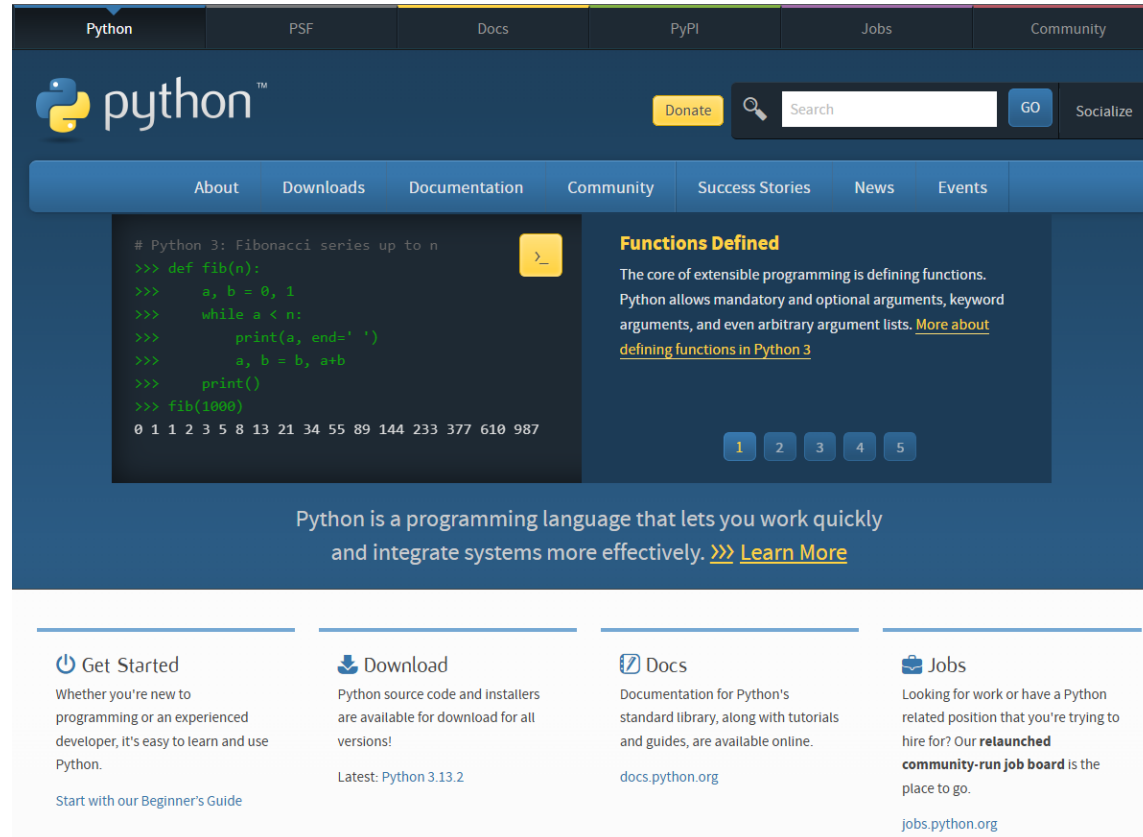 Python PSF Docs PyPI Jobs Community
python™
Donate Search GO Socialize
About Downloads Documentation Community Success Stories News Events
# Python 3: Fibonacci series up to n
>>> def fib(n):
>>>     a, b = 0, 1
>>>     while a < n:
>>>         print(a, end=' ')
>>>         a, b = b, a+b
>>>     print()
>>> fib(1000)
0 1 1 2 3 5 8 13 21 34 55 89 144 233 377 610 987
>_
Functions Defined
The core of extensible programming is defining functions.
Python allows mandatory and optional arguments, keyword
arguments, and even arbitrary argument lists. More about
defining functions in Python 3
1 2 3 4 5
Python is a programming language that lets you work quickly
and integrate systems more effectively. >>> Learn More
Get Started
Whether you're new to
programming or an experienced
developer, it's easy to learn and use
Python.
Start with our Beginner’s Guide
Download
Python source code and installers
are available for download for all
versions!
Latest: Python 3.13.2
Docs
Documentation for Python's
standard library, along with tutorials
and guides, are available online.
docs.python.org
Jobs
Looking for work or have a Python
related position that you're trying to
hire for? Our relaunched
community-run job board is the
place to go.
jobs.python.org